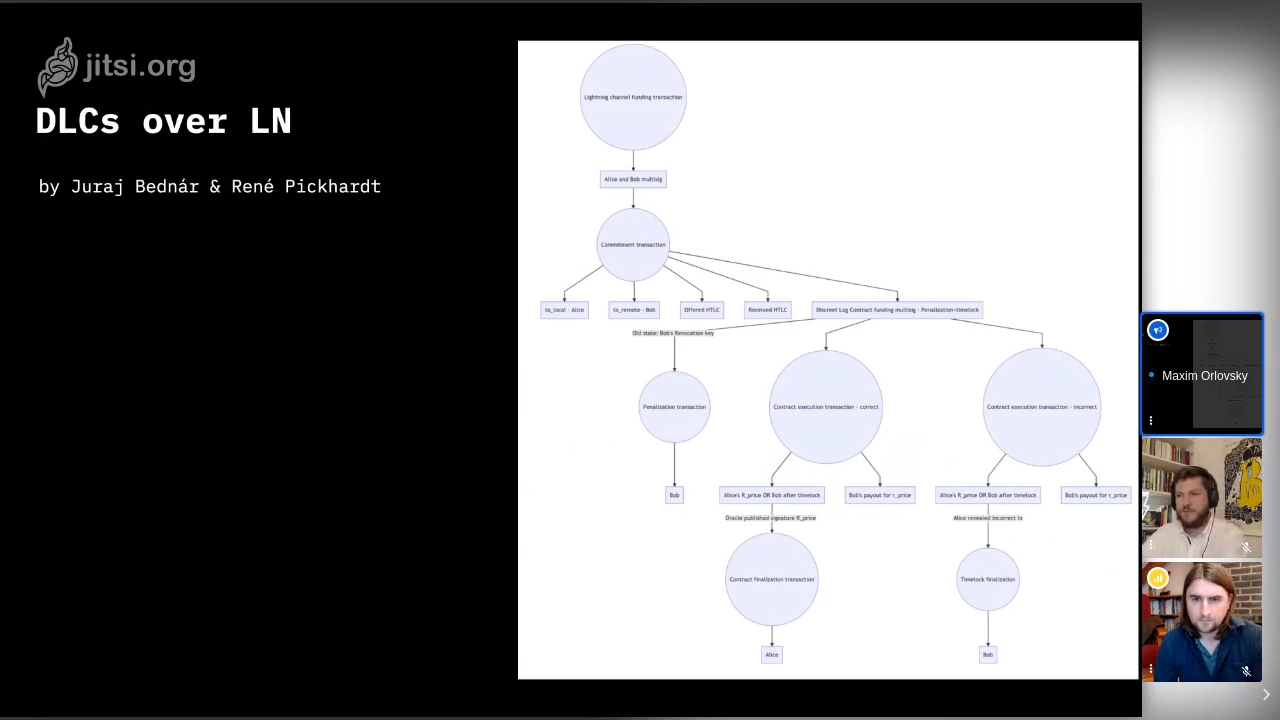 jitsi.org
DLCs over LN
by Juraj Bednár & René Pickhardt
Lightning channel funding transaction
Alice and Bob multisig
Commitment transaction
to_local - Alice
to_remote - Bob
Offered HTLC
Received HTLC
Discreet Log Contract funding multisig - Penalization+timelock
Old state: Bob's Revocation key
Penalization transaction
Contract execution transaction - correct
Contract execution transaction - incorrect
Bob
Alice's R_price OR Bob after timelock
Bob's payout for r_price
Alice's R_price OR Bob after timelock
Bob's payout for r_price
Oracle published signature R_price
Alice revealed incorrect tx
Contract finalization transaction
Timelock finalization
Alice
Bob
Maxim Orlovsky